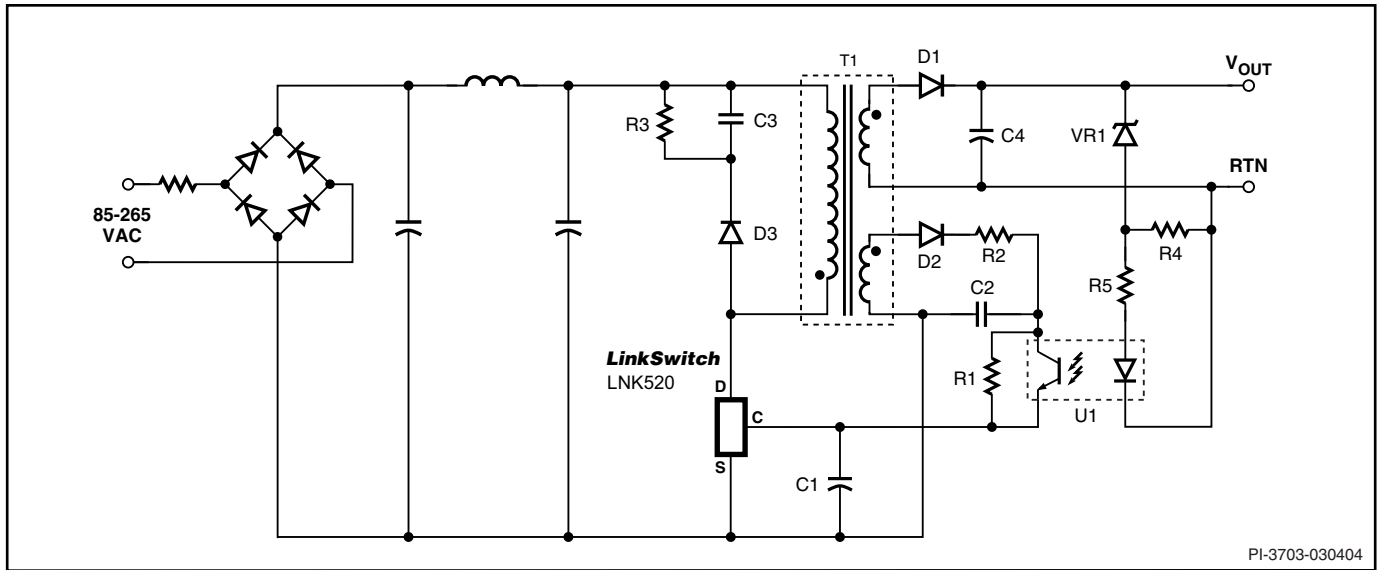 T1
D1
V_OUT
R3
C3
C4
VR1
RTN
85-265
VAC
D3
D2
R2
R4
C2
R5
LinkSwitch
LNK520
D
R1
C
U1
S
C1
PI-3703-030404